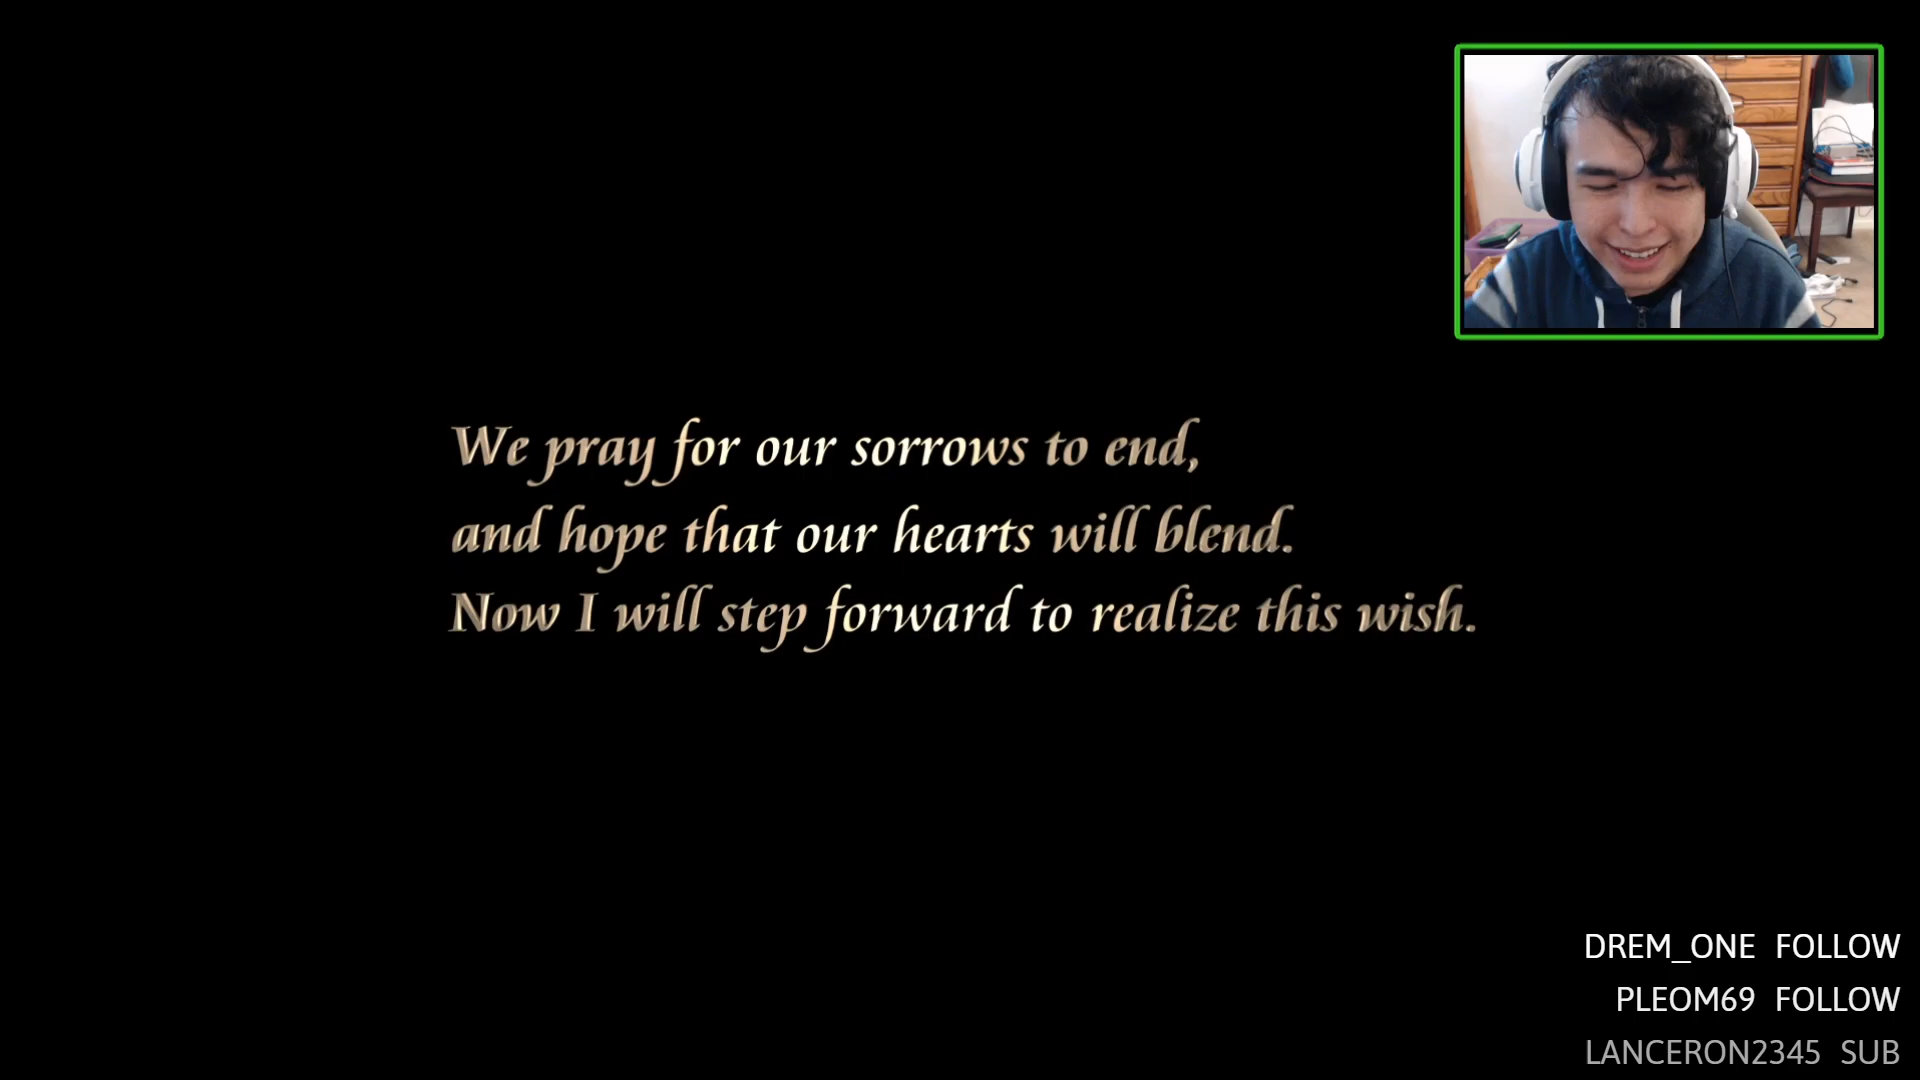 We pray for our sorrows to end,
and hope that our hearts will blend.
Now I will step forward to realize this wish.
DREM_ONE FOLLOW
PLEOM69 FOLLOW
LANCERON2345 SUB